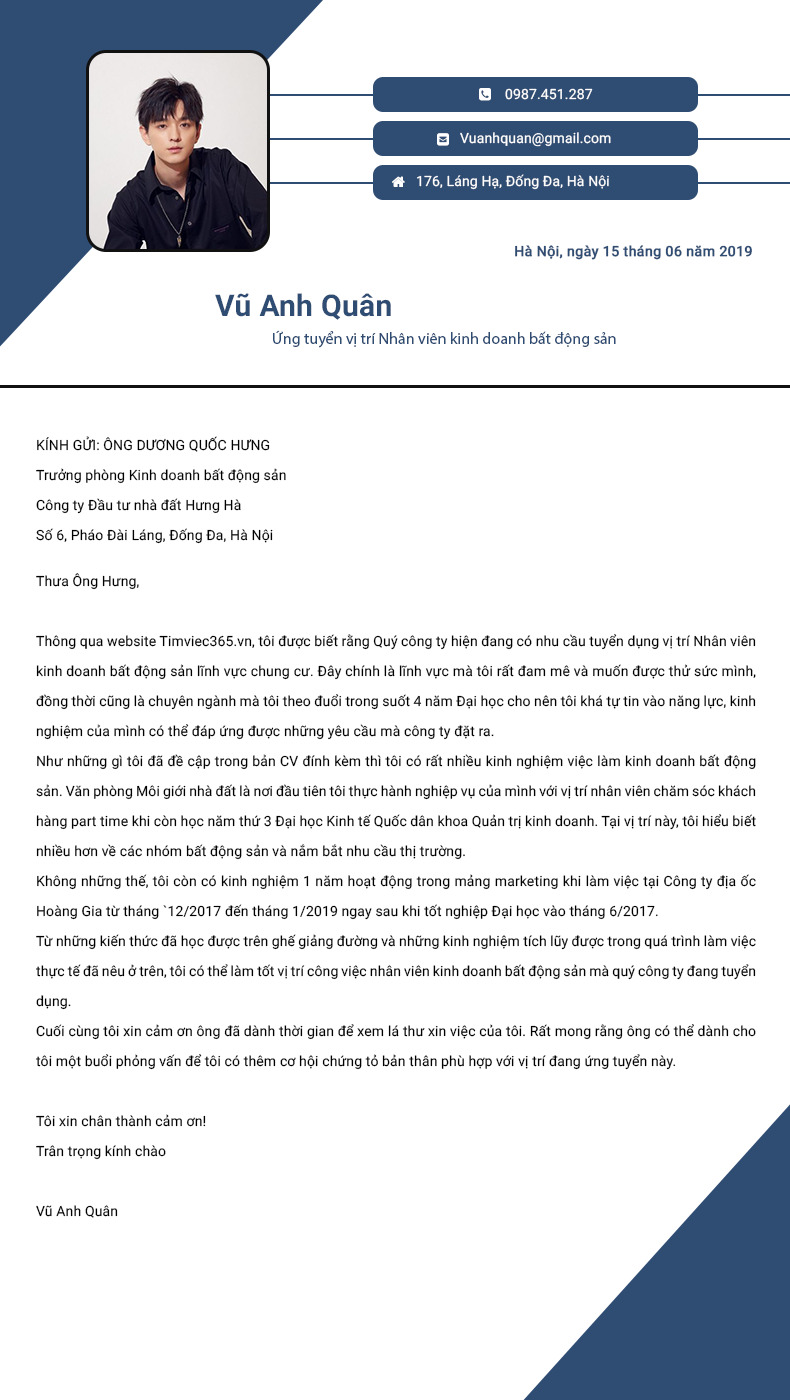 0987.451.287
Vuanhquan@gmail.com
176, Láng Hạ, Đống Đa, Hà Nội
Hà Nội, ngày 15 tháng 06 năm 2019
Vũ Anh Quân
Ứng tuyển vị trí Nhân viên kinh doanh bất động sản
KÍNH GỬI: ÔNG DƯƠNG QUỐC HƯNG
Trưởng phòng Kinh doanh bất động sản
Công ty Đầu tư nhà đất Hưng Hà
Số 6, Pháo Đài Láng, Đống Đa, Hà Nội
Thưa Ông Hưng,
Thông qua website Timviec365.vn, tôi được biết rằng Quý công ty hiện đang có nhu cầu tuyển dụng vị trí Nhân viên
kinh doanh bất động sản lĩnh vực chung cư. Đây chính là lĩnh vực mà tôi rất đam mê và muốn được thử sức mình,
đồng thời cũng là chuyên ngành mà tôi theo đuổi trong suốt 4 năm Đại học cho nên tôi khá tự tin vào năng lực, kinh
nghiệm của mình có thể đáp ứng được những yêu cầu mà công ty đặt ra.
Như những gì tôi đã đề cập trong bản CV đính kèm thì tôi có rất nhiều kinh nghiệm việc làm kinh doanh bất động
sản. Văn phòng Môi giới nhà đất là nơi đầu tiên tôi thực hành nghiệp vụ của mình với vị trí nhân viên chăm sóc khách
hàng part time khi còn học năm thứ 3 Đại học Kinh tế Quốc dân khoa Quản trị kinh doanh. Tại vị trí này, tôi hiểu biết
nhiều hơn về các nhóm bất động sản và nắm bắt nhu cầu thị trường.
Không những thế, tôi còn có kinh nghiệm 1 năm hoạt động trong mảng marketing khi làm việc tại Công ty địa ốc
Hoàng Gia từ tháng `12/2017 đến tháng 1/2019 ngay sau khi tốt nghiệp Đại học vào tháng 6/2017.
Từ những kiến thức đã học được trên ghế giảng đường và những kinh nghiệm tích lũy được trong quá trình làm việc
thực tế đã nêu ở trên, tôi có thể làm tốt vị trí công việc nhân viên kinh doanh bất động sản mà quý công ty đang tuyển
dụng.
Cuối cùng tôi xin cảm ơn ông đã dành thời gian để xem lá thư xin việc của tôi. Rất mong rằng ông có thể dành cho
tôi một buổi phỏng vấn để tôi có thêm cơ hội chứng tỏ bản thân phù hợp với vị trí đang ứng tuyển này.
Tôi xin chân thành cảm ơn!
Trân trọng kính chào
Vũ Anh Quân